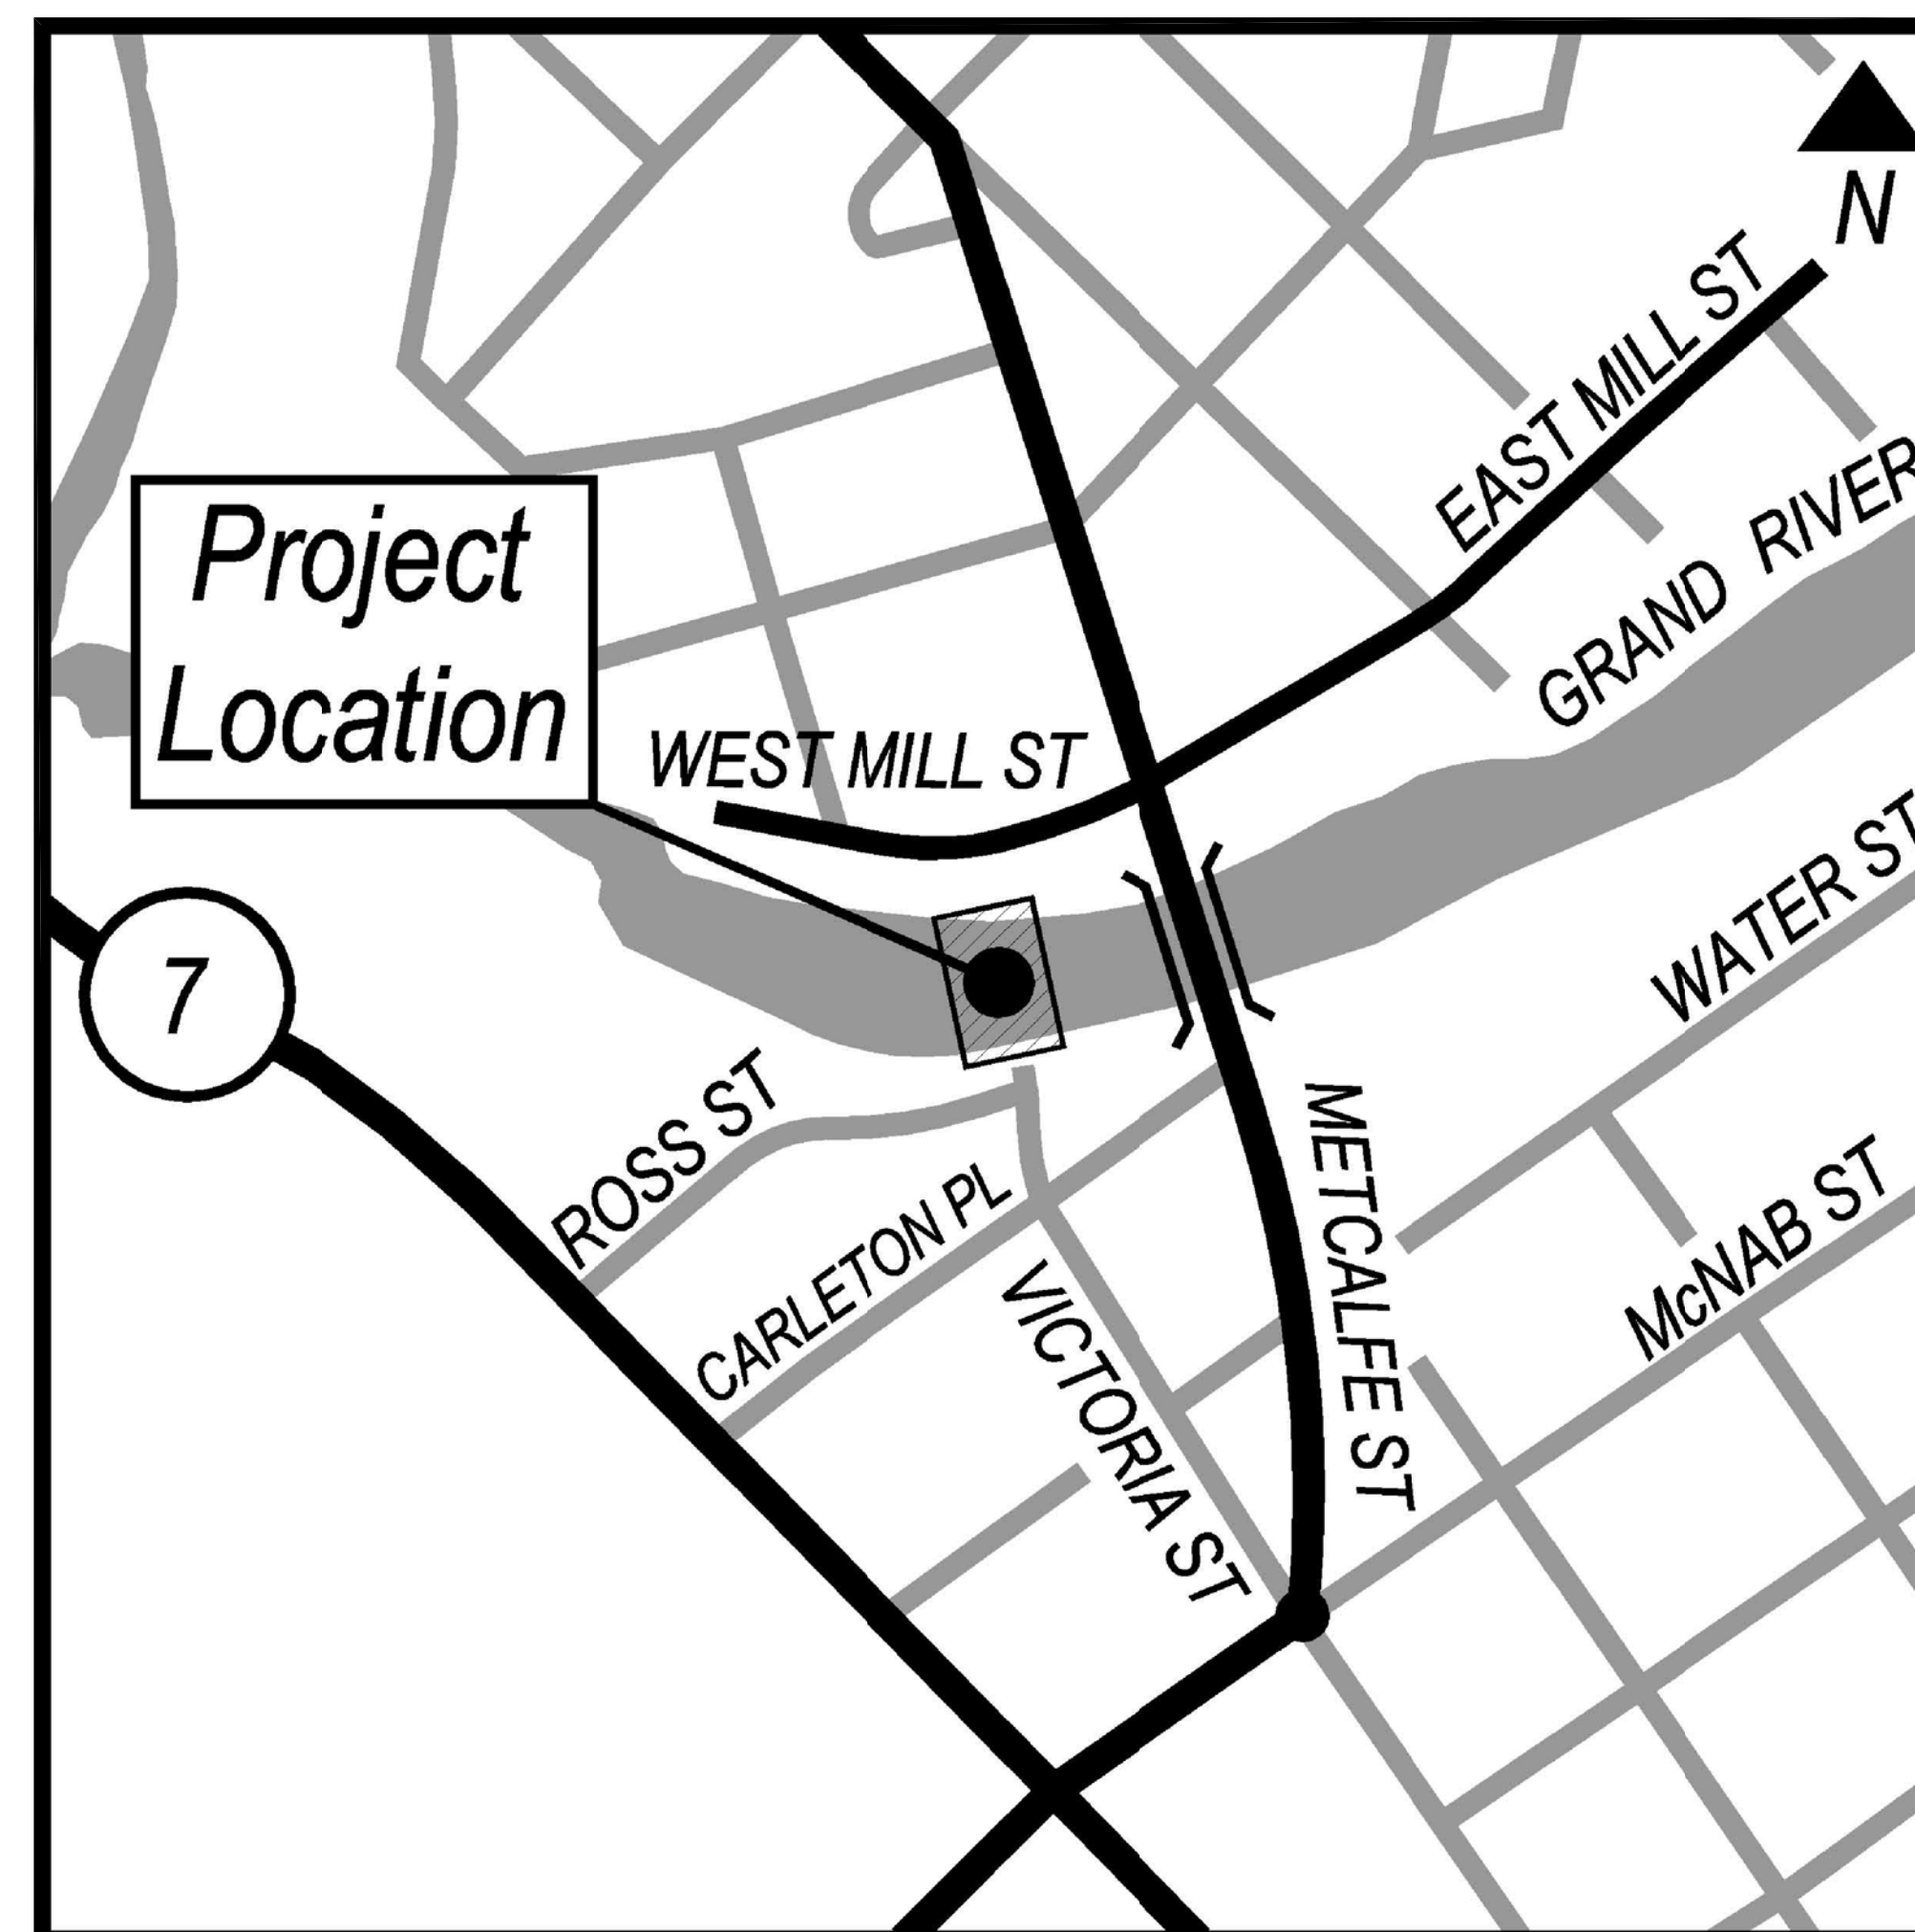 N
EAST MILL ST
GRAND RIVER
Project
Location
WEST MILL ST
WATER ST
7
ROSS ST
METCALFE ST
CARLETON PL
McNAB ST
VICTORIA ST